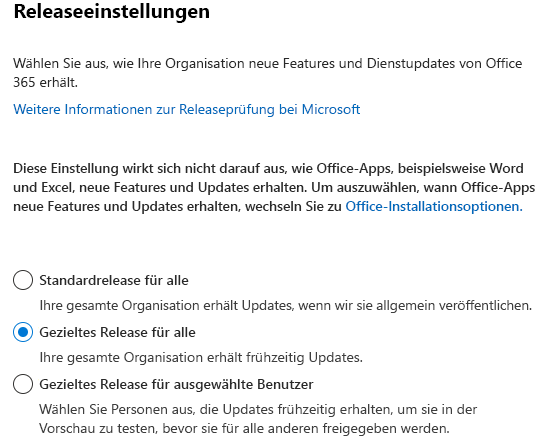 Releaseeinstellungen
Wählen Sie aus, wie Ihre Organisation neue Features und Dienstupdates von Office
365 erhält.
Weitere Informationen zur Releaseprüfung bei Microsoft
Diese Einstellung wirkt sich nicht darauf aus, wie Office-Apps, beispielsweise Word
und Excel, neue Features und Updates erhalten. Um auszuwählen, wann Office-Apps
neue Features und Updates erhalten, wechseln Sie zu Office-Installationsoptionen.
Standardrelease für alle
Ihre gesamte Organisation erhält Updates, wenn wir sie allgemein veröffentlichen.
Gezieltes Release für alle
Ihre gesamte Organisation erhält frühzeitig Updates.
Gezieltes Release für ausgewählte Benutzer
Wählen Sie Personen aus, die Updates frühzeitig erhalten, um sie in der
Vorschau zu testen, bevor sie für alle anderen freigegeben werden.